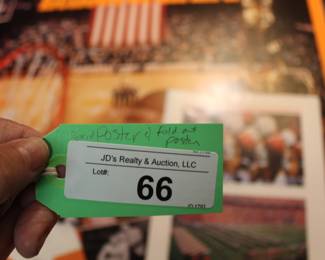 Poster & fold out
poster
JD's Realty & Auction, LLC
Lot#:
66